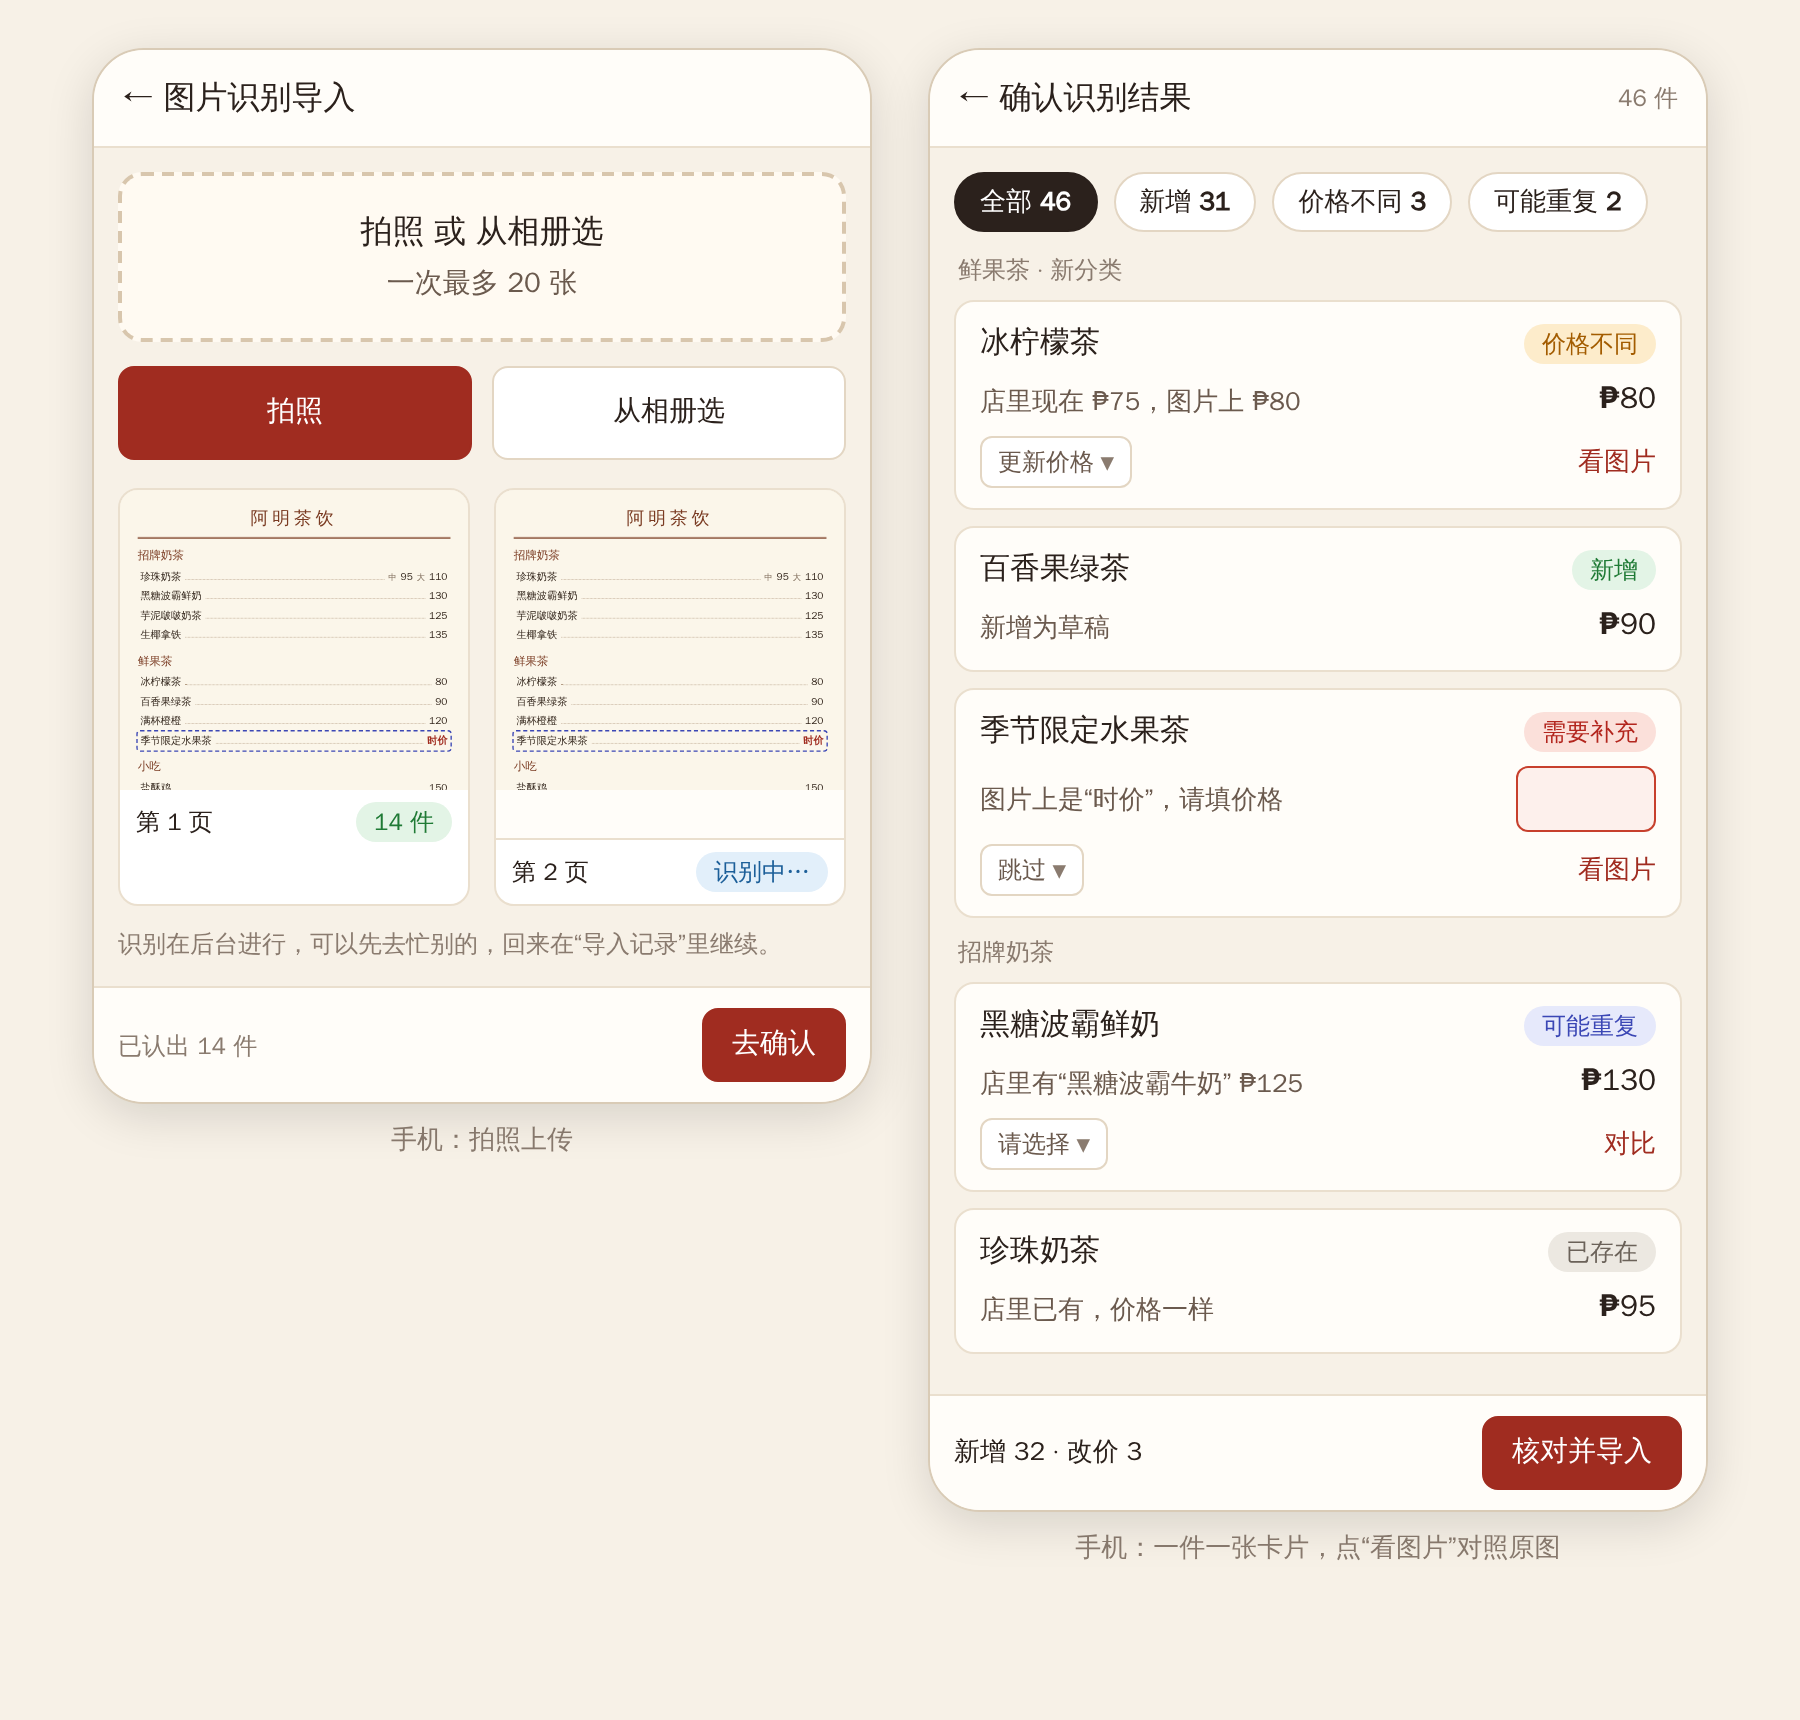 ← 图片识别导入
拍照 或 从相册选
一次最多 20 张
拍照
从相册选
阿明茶饮
招牌奶茶
珍珠奶茶 中 95 大 110
黑糖波霸鲜奶 130
芋泥啵啵奶茶 125
生椰拿铁 135
鲜果茶
冰柠檬茶 80
百香果绿茶 90
满杯橙橙 120
季节限定水果茶 时价
小吃
盐酥鸡 150
第 1 页
14 件
阿明茶饮
招牌奶茶
珍珠奶茶 中 95 大 110
黑糖波霸鲜奶 130
芋泥啵啵奶茶 125
生椰拿铁 135
鲜果茶
冰柠檬茶 80
百香果绿茶 90
满杯橙橙 120
季节限定水果茶 时价
小吃
盐酥鸡 150
第 2 页
识别中…
识别在后台进行，可以先去忙别的，回来在“导入记录”里继续。
已认出 14 件
去确认
手机：拍照上传
← 确认识别结果
46 件
全部 46
新增 31
价格不同 3
可能重复 2
鲜果茶 · 新分类
冰柠檬茶
价格不同
店里现在 ₱75，图片上 ₱80
₱80
更新价格 ▾
看图片
百香果绿茶
新增
新增为草稿
₱90
季节限定水果茶
需要补充
图片上是“时价”，请填价格
跳过 ▾
看图片
招牌奶茶
黑糖波霸鲜奶
可能重复
店里有“黑糖波霸牛奶” ₱125
₱130
请选择 ▾
对比
珍珠奶茶
已存在
店里已有，价格一样
₱95
新增 32 · 改价 3
核对并导入
手机：一件一张卡片，点“看图片”对照原图